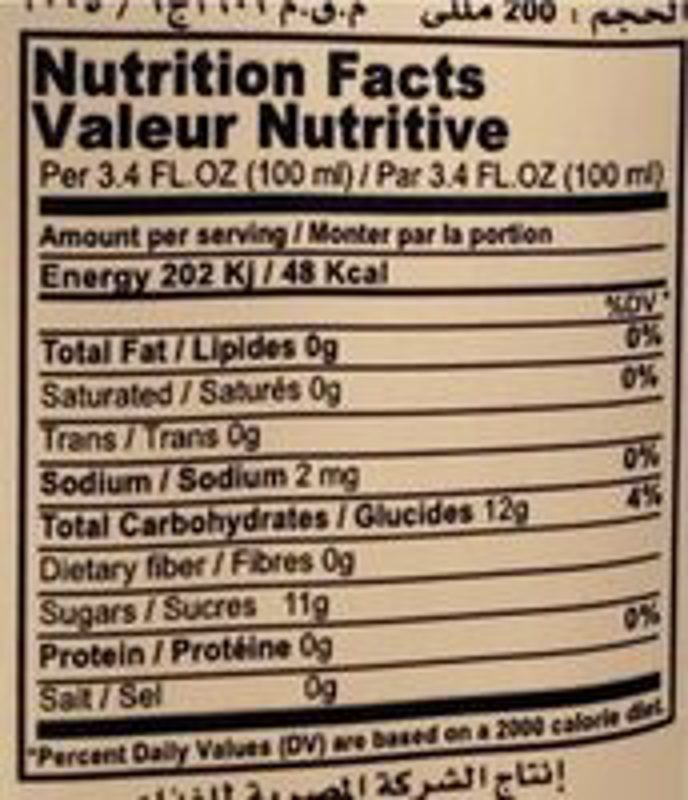 الحجم : 200 مللى م.ق.م
Nutrition Facts
Valeur Nutritive
Per 3.4 FL.OZ (100 ml) / Par 3.4 FL.OZ (100 ml)
Amount per serving / Monter par la portion
Energy 202 Kj / 48 Kcal
%DV*
Total Fat / Lipides 0g 0%
Saturated / Saturés 0g 0%
Trans / Trans 0g
Sodium / Sodium 2 mg 0%
Total Carbohydrates / Glucides 12g 4%
Dietary fiber / Fibres 0g
Sugars / Sucres 11g
Protein / Protéine 0g 0%
Salt / Sel 0g
*Percent Daily Values (DV) are based on a 2000 calorie diet.
إنتاج الشركة المصرية